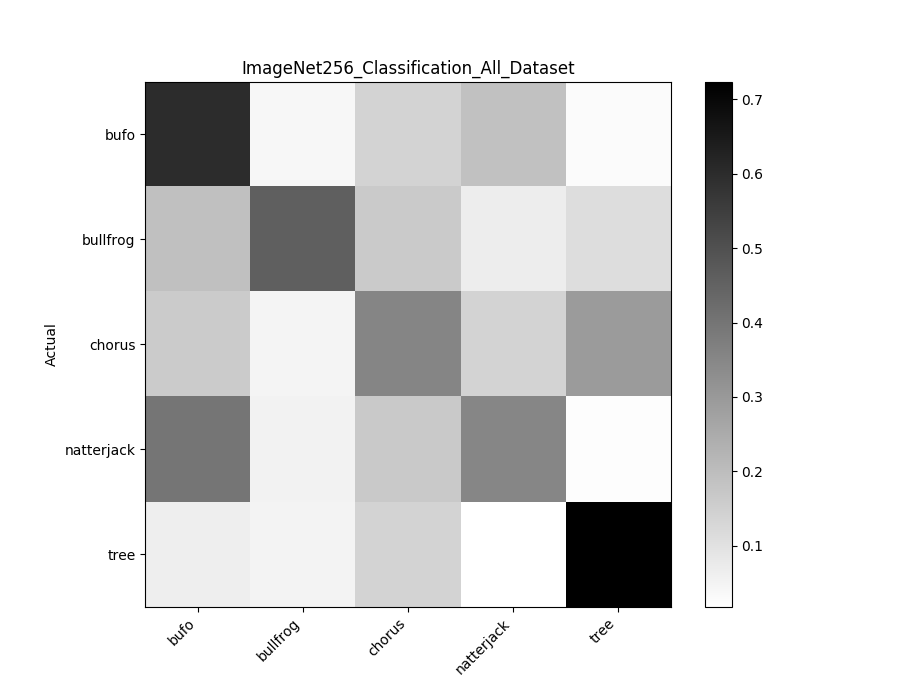 ImageNet256_Classification_All_Dataset
Actual
bufo
bullfrog
chorus
natterjack
tree
bufo
bullfrog
chorus
natterjack
tree
0.7
0.6
0.5
0.4
0.3
0.2
0.1